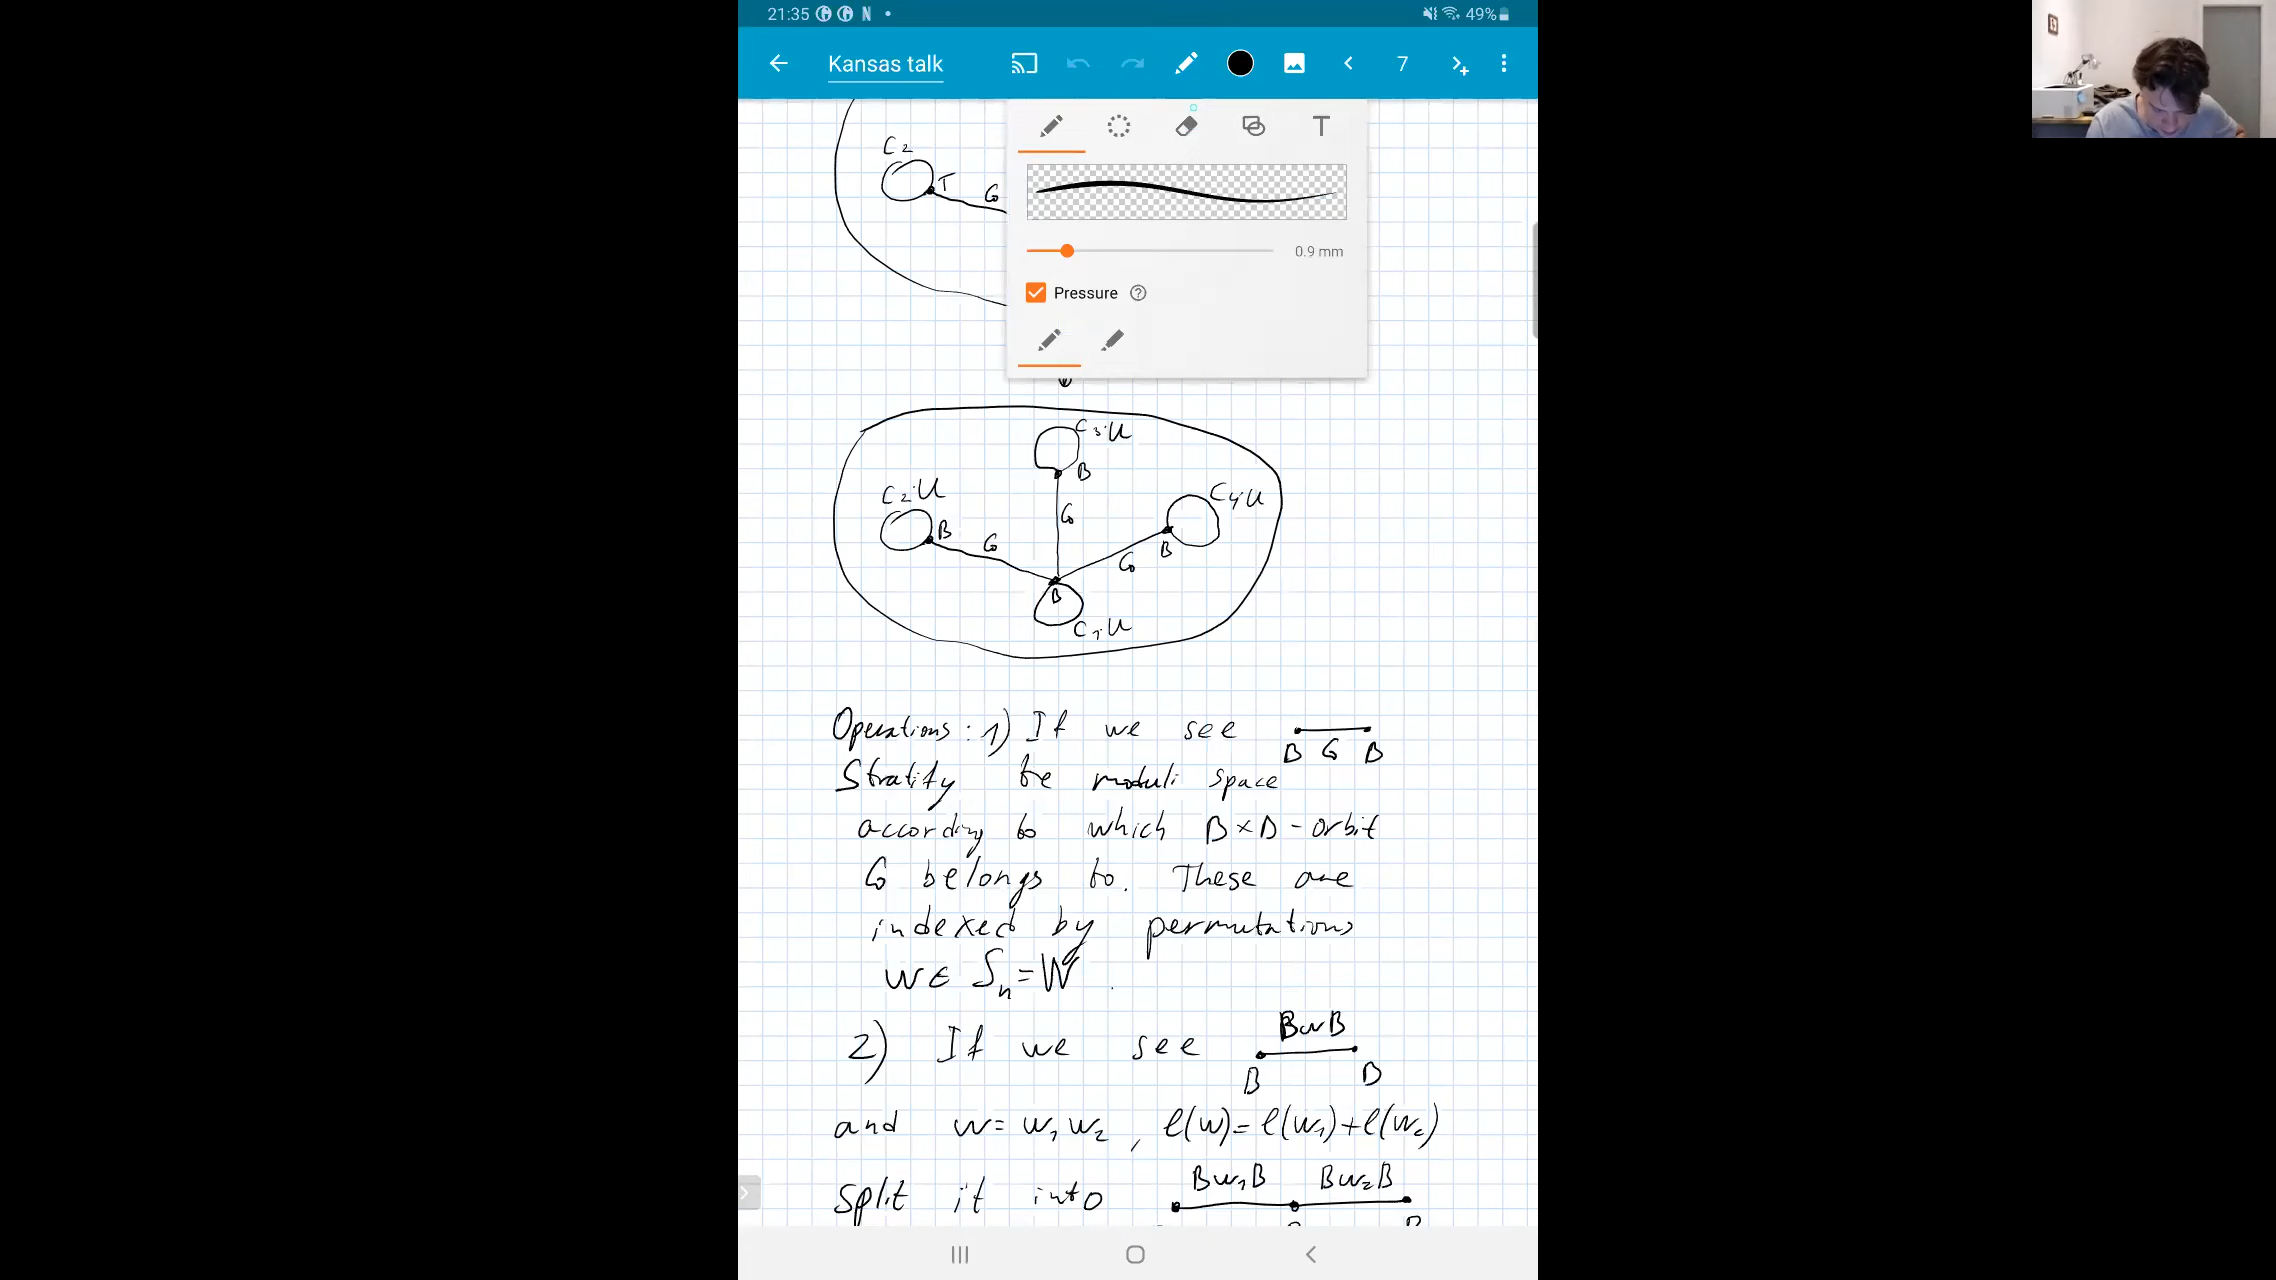 21:35 N • 49%
Kansas talk 7
T
C2
T
G
0.9 mm
Pressure
C3·U
B
G
C2·U
B
G
C4·U
B
G
B
C1·U
Operations: 1) If we see
B G B
Stratify the moduli space
according to which B×B-orbit
G belongs to. These are
indexed by permutations
w ∈ Sn = W.
2) If we see
BwB
B B
and w = w1 w2, ℓ(w) = ℓ(w1) + ℓ(w2)
Bw1B Bw2B
split it into